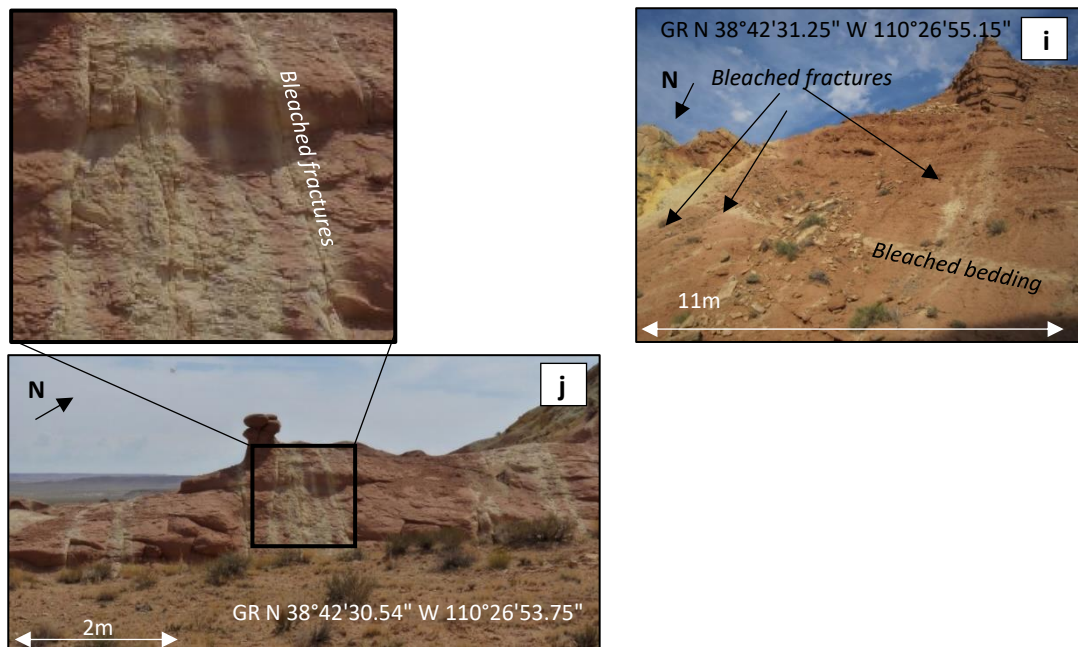 Bleached fractures
GR N 38°42'31.25" W 110°26'55.15"
i
N
Bleached fractures
Bleached bedding
11m
N
j
GR N 38°42'30.54" W 110°26'53.75"
2m